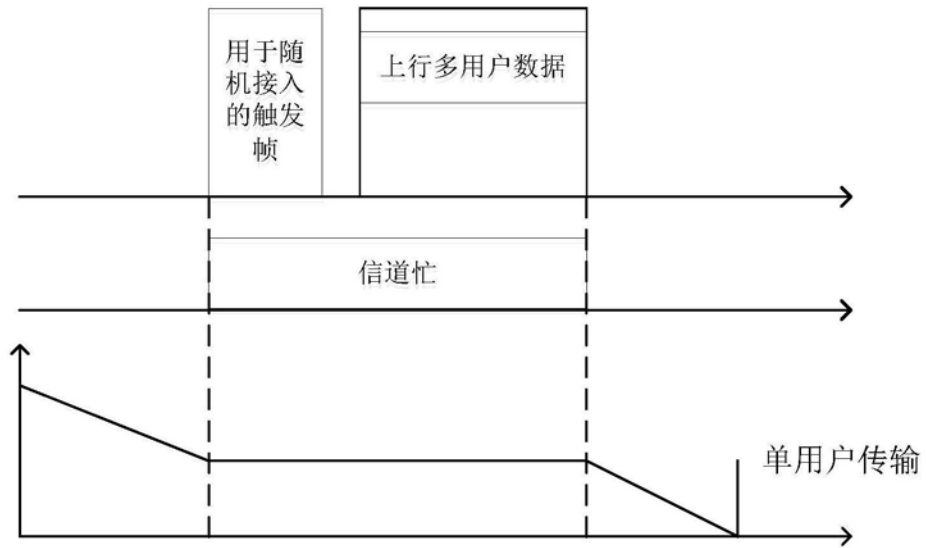 用于随
机接入
的触发
帧
上行多用户数据
信道忙
单用户传输